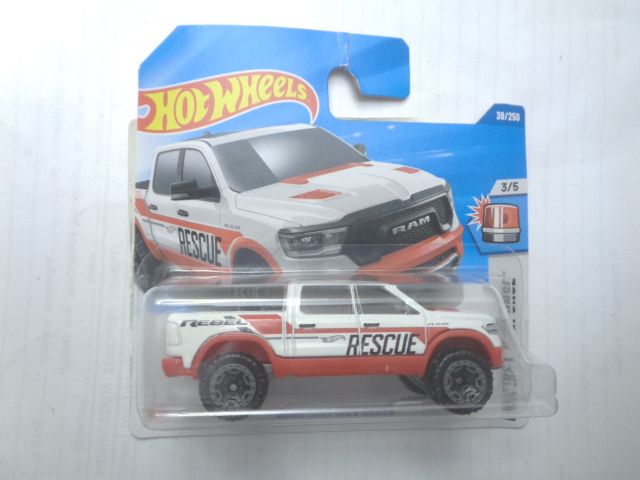 HOT WHEELS
39/250
3/5
RAM
RESCUE
REBEL
RESCUE